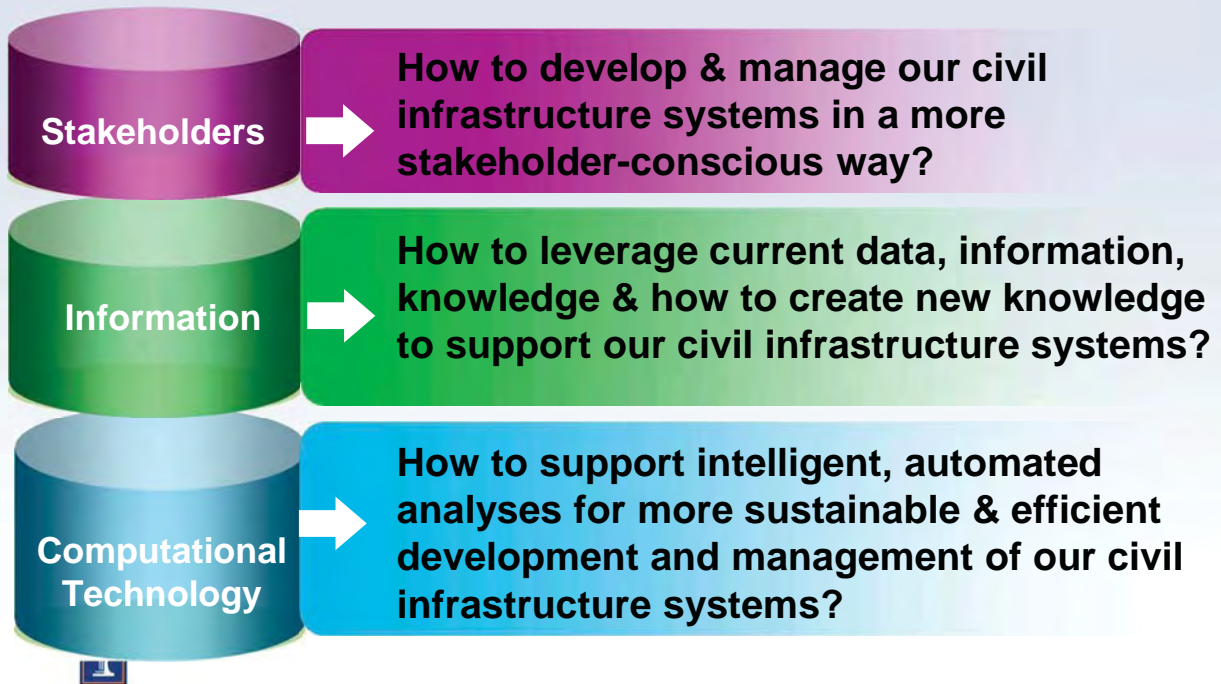 Stakeholders
How to develop & manage our civil
infrastructure systems in a more
stakeholder-conscious way?
Information
How to leverage current data, information,
knowledge & how to create new knowledge
to support our civil infrastructure systems?
Computational
Technology
How to support intelligent, automated
analyses for more sustainable & efficient
development and management of our civil
infrastructure systems?